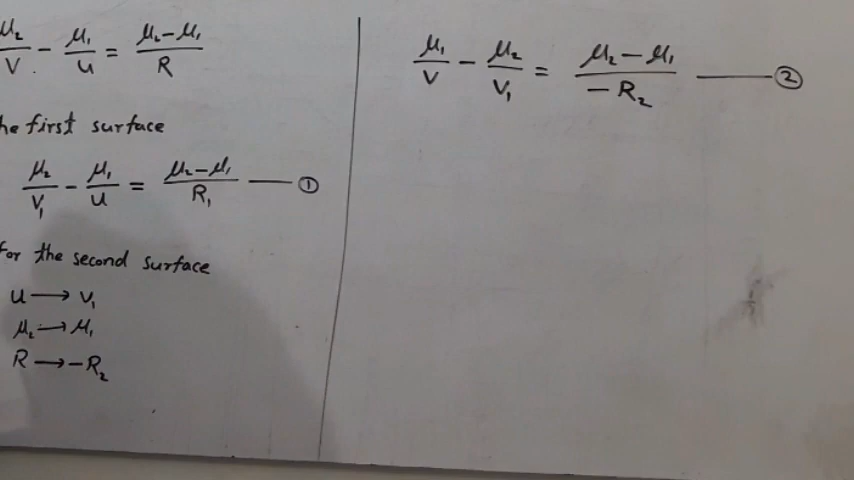 μ₂/V - μ₁/u = μ₂-μ₁/R
he first surface
μ₂/V₁ - μ₁/u = μ₂-μ₁/R₁ — ①
For the second surface
u → V₁
μ₂ → μ₁
R → -R₂
μ₁/V - μ₂/V₁ = μ₂-μ₁/-R₂ — ②